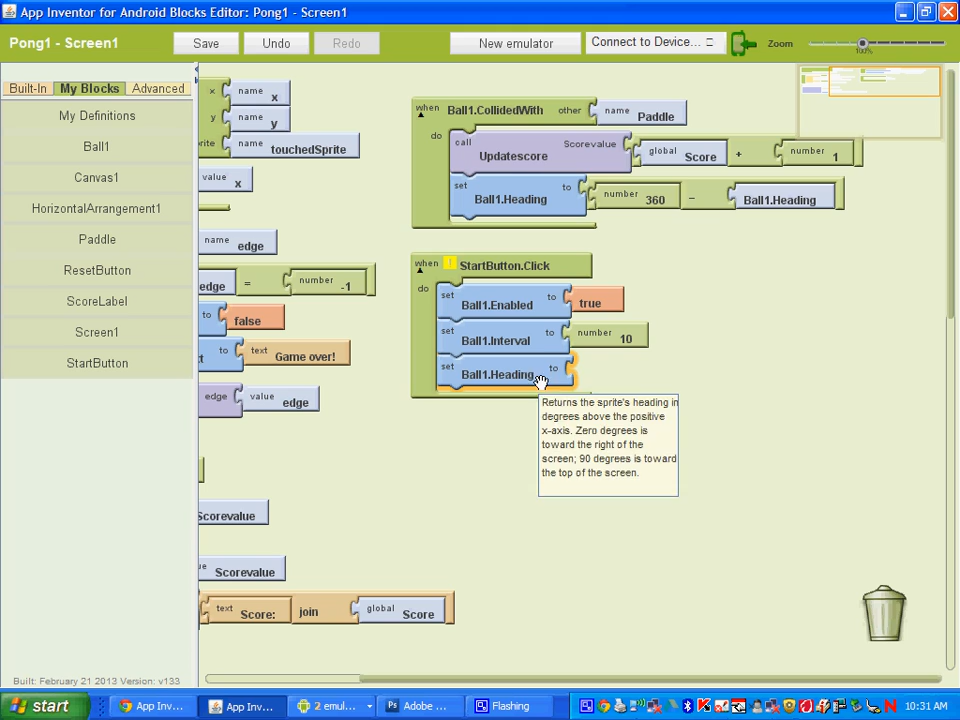 App Inventor for Android Blocks Editor: Pong1 - Screen1
Pong1 - Screen1
Save
Undo
Redo
New emulator
Connect to Device...
Zoom
100%
Built-In
My Blocks
Advanced
My Definitions
Ball1
Canvas1
HorizontalArrangement1
Paddle
ResetButton
ScoreLabel
Screen1
StartButton
Built: February 21 2013 Version: v133
x name x
y name y
rite name touchedSprite
value x
name edge
edge = number -1
to false
xt to text Game over!
edge value edge
Scorevalue
ue Scorevalue
text Score: join global Score
when Ball1.CollidedWith other name Paddle
do call Updatescore Scorevalue global Score + number 1
set Ball1.Heading to number 360 − Ball1.Heading
when ! StartButton.Click
do set Ball1.Enabled to true
set Ball1.Interval to number 10
set Ball1.Heading to
Returns the sprite's heading in
degrees above the positive
x-axis. Zero degrees is
toward the right of the
screen; 90 degrees is toward
the top of the screen.
start
App Inv...
App Inv...
2 emul...
Ps Adobe ...
Flashing
10:31 AM